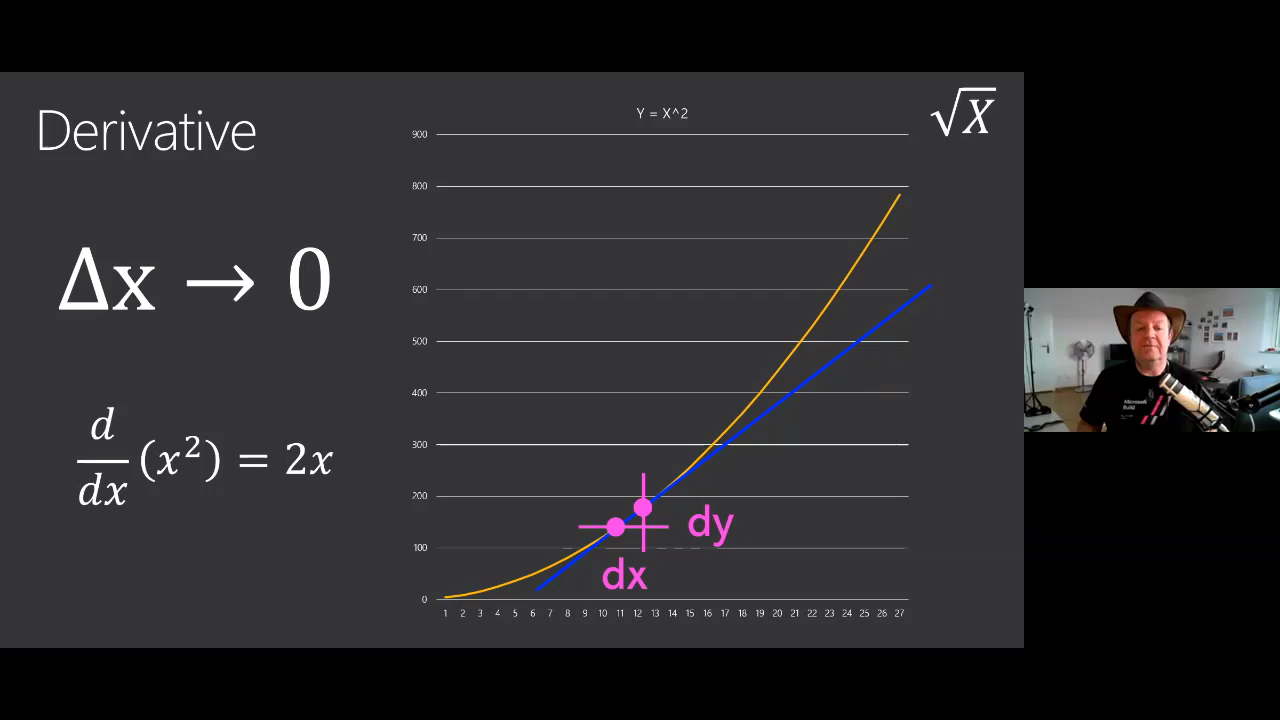 Derivative
Δx → 0
d/dx (x²) = 2x
Y = X^2
√X
900
800
700
600
500
400
300
200
100
0
dy
dx
1 2 3 4 5 6 7 8 9 10 11 12 13 14 15 16 17 18 19 20 21 22 23 24 25 26 27
Microsoft
Build